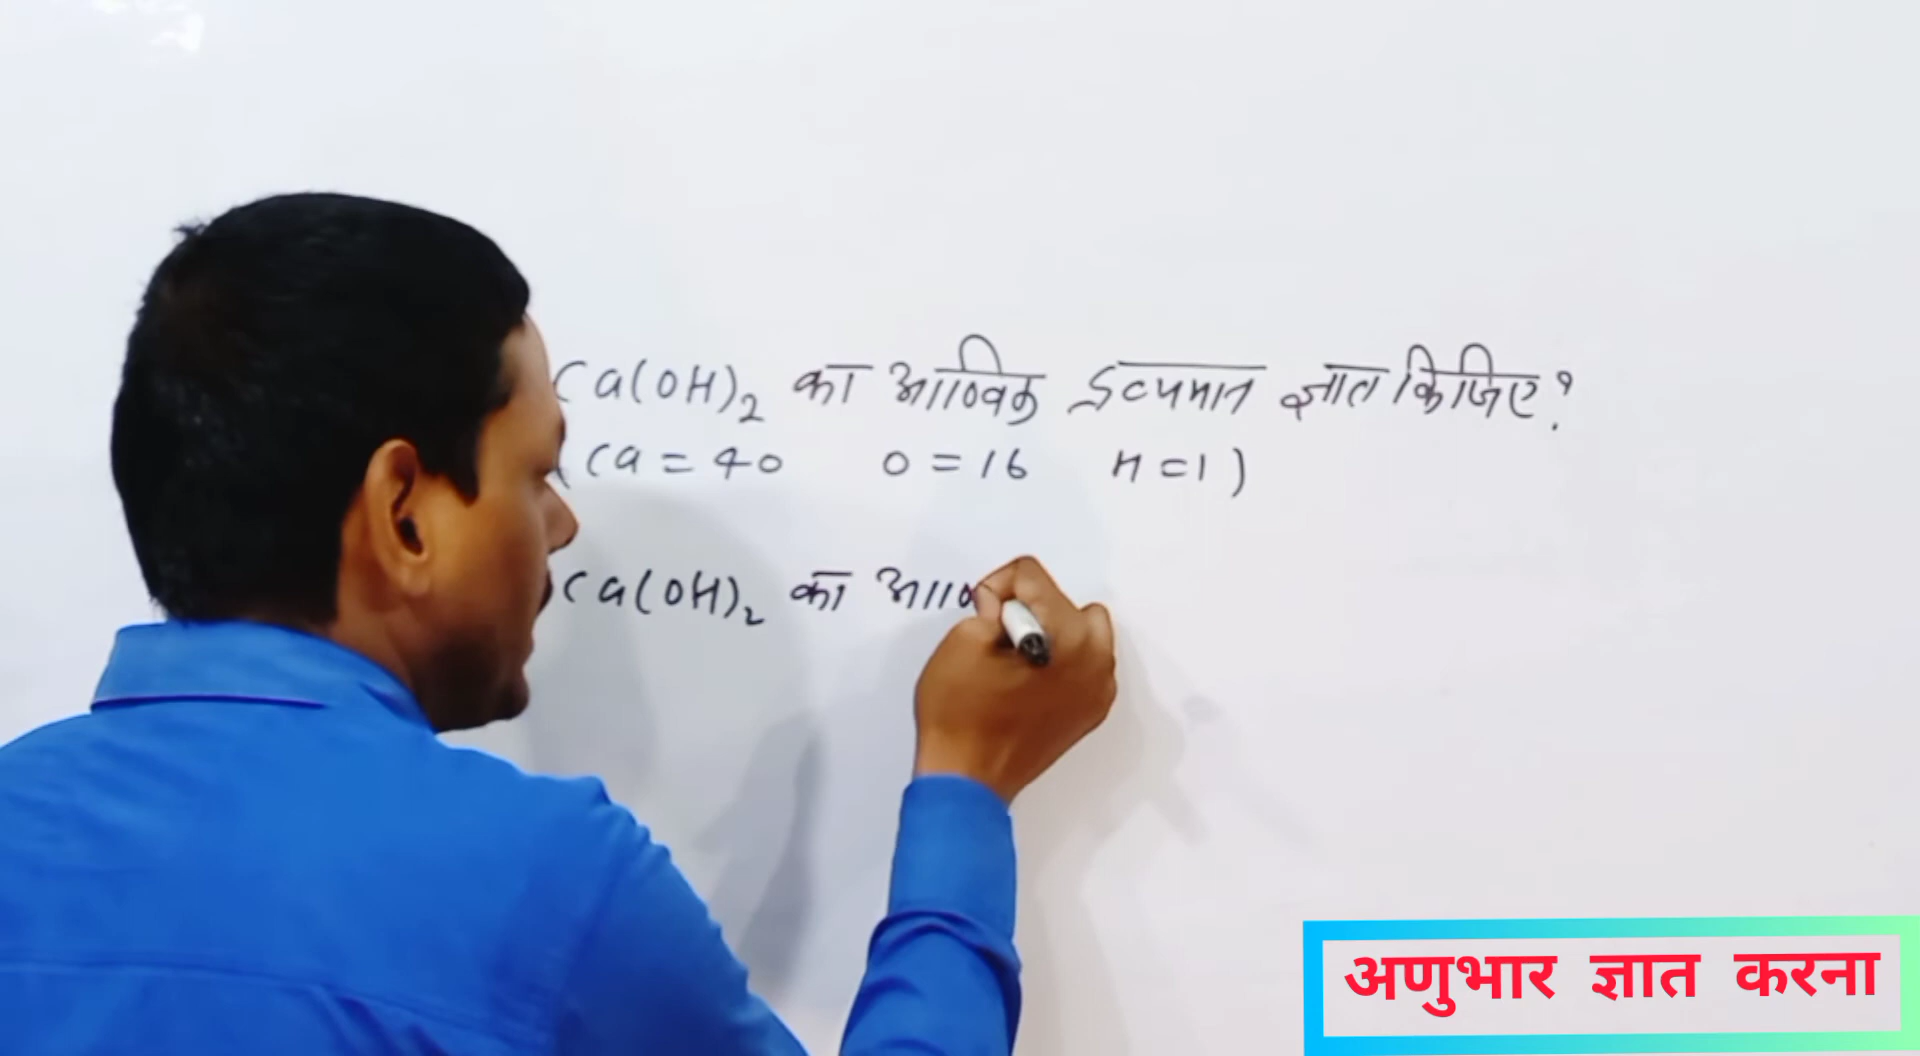 Ca(OH)₂ का आण्विक द्रव्यमान ज्ञात किजिए?
(Ca = 40 O = 16 H = 1)
Ca(OH)₂ का
अणुभार ज्ञात करना